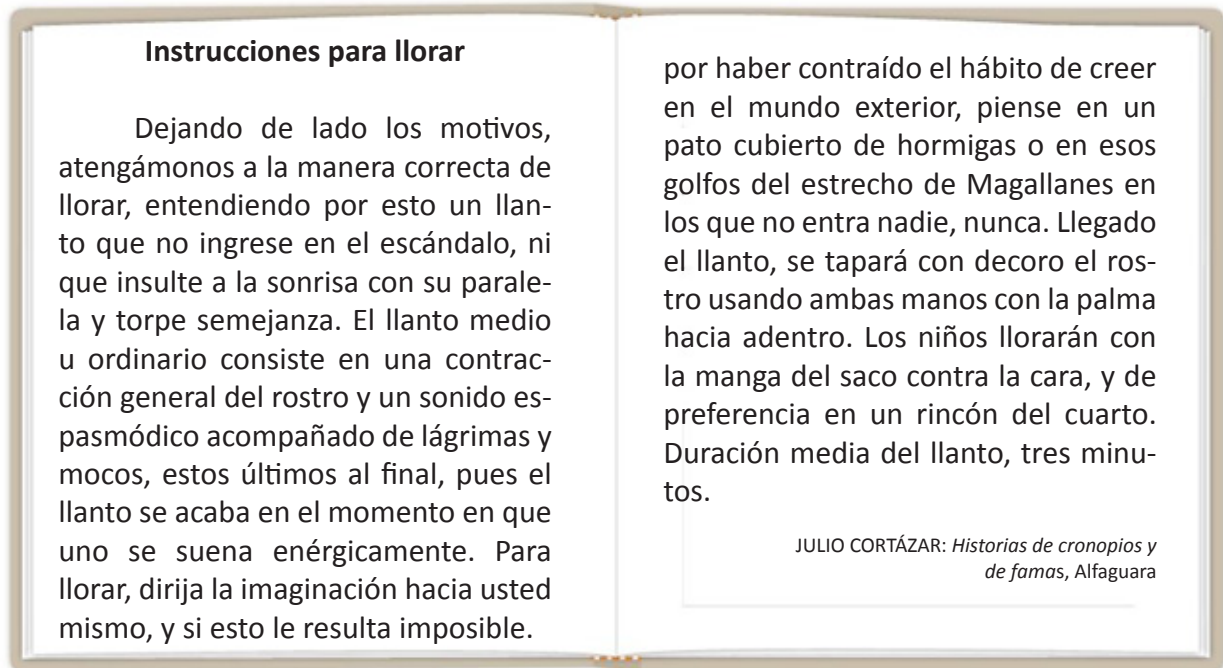 Instrucciones para llorar
Dejando de lado los motivos,
atengámonos a la manera correcta de
llorar, entendiendo por esto un llan-
to que no ingrese en el escándalo, ni
que insulte a la sonrisa con su parale-
la y torpe semejanza. El llanto medio
u ordinario consiste en una contrac-
ción general del rostro y un sonido es-
pasmódico acompañado de lágrimas y
mocos, estos últimos al final, pues el
llanto se acaba en el momento en que
uno se suena enérgicamente. Para
llorar, dirija la imaginación hacia usted
mismo, y si esto le resulta imposible.
por haber contraído el hábito de creer
en el mundo exterior, piense en un
pato cubierto de hormigas o en esos
golfos del estrecho de Magallanes en
los que no entra nadie, nunca. Llegado
el llanto, se tapará con decoro el ros-
tro usando ambas manos con la palma
hacia adentro. Los niños llorarán con
la manga del saco contra la cara, y de
preferencia en un rincón del cuarto.
Duración media del llanto, tres minu-
tos.
JULIO CORTÁZAR: Historias de cronopios y
de famas, Alfaguara